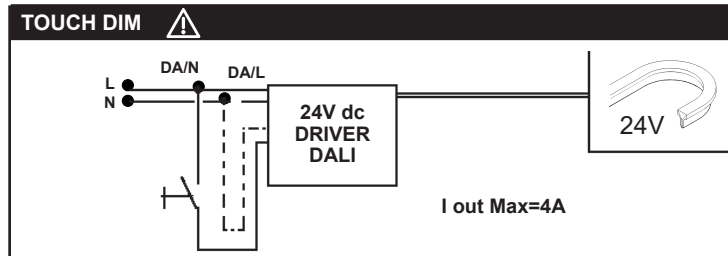 TOUCH DIM
DA/N
DA/L
L
N
24V dc
DRIVER
DALI
24V
I out Max=4A